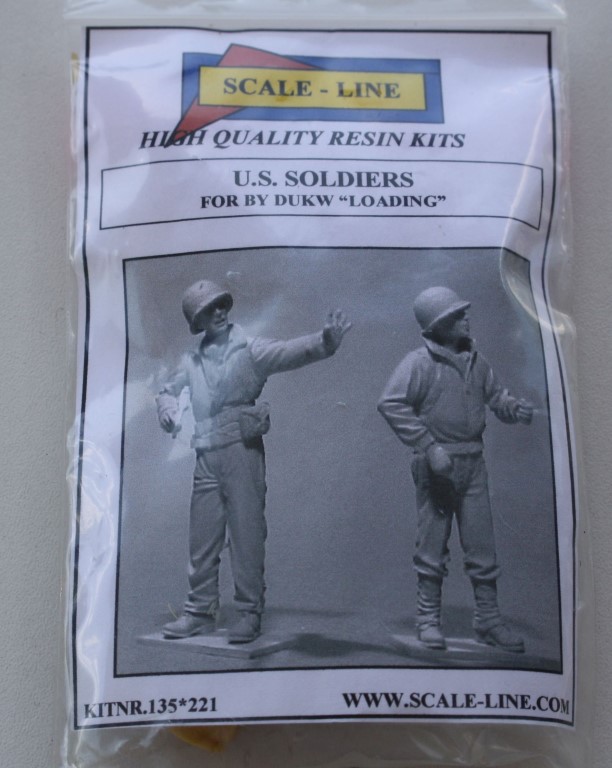 SCALE - LINE
HIGH QUALITY RESIN KITS
U.S. SOLDIERS
FOR BY DUKW “LOADING”
KITNR.135*221
WWW.SCALE-LINE.COM